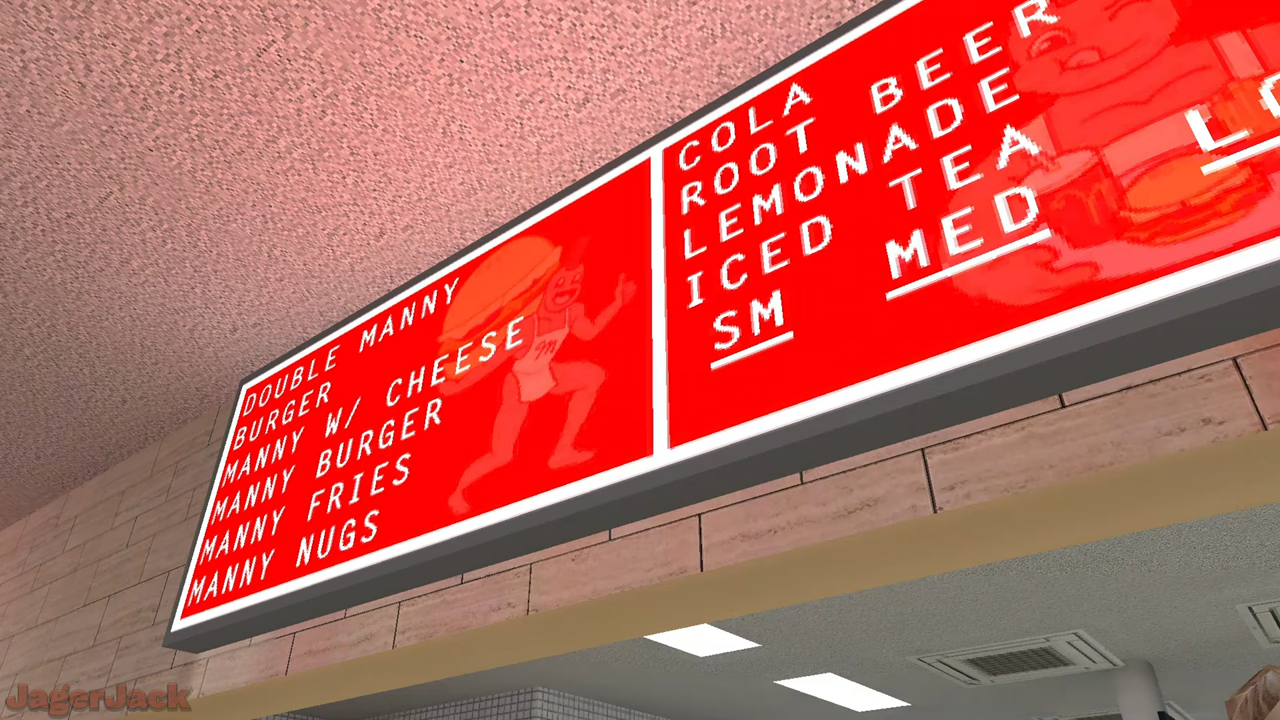 DOUBLE MANNY
BURGER
MANNY W/ CHEESE
MANNY BURGER
MANNY FRIES
MANNY NUGS
COLA
ROOT BEER
LEMONADE
ICED TEA
SM MED
m
JagerJack